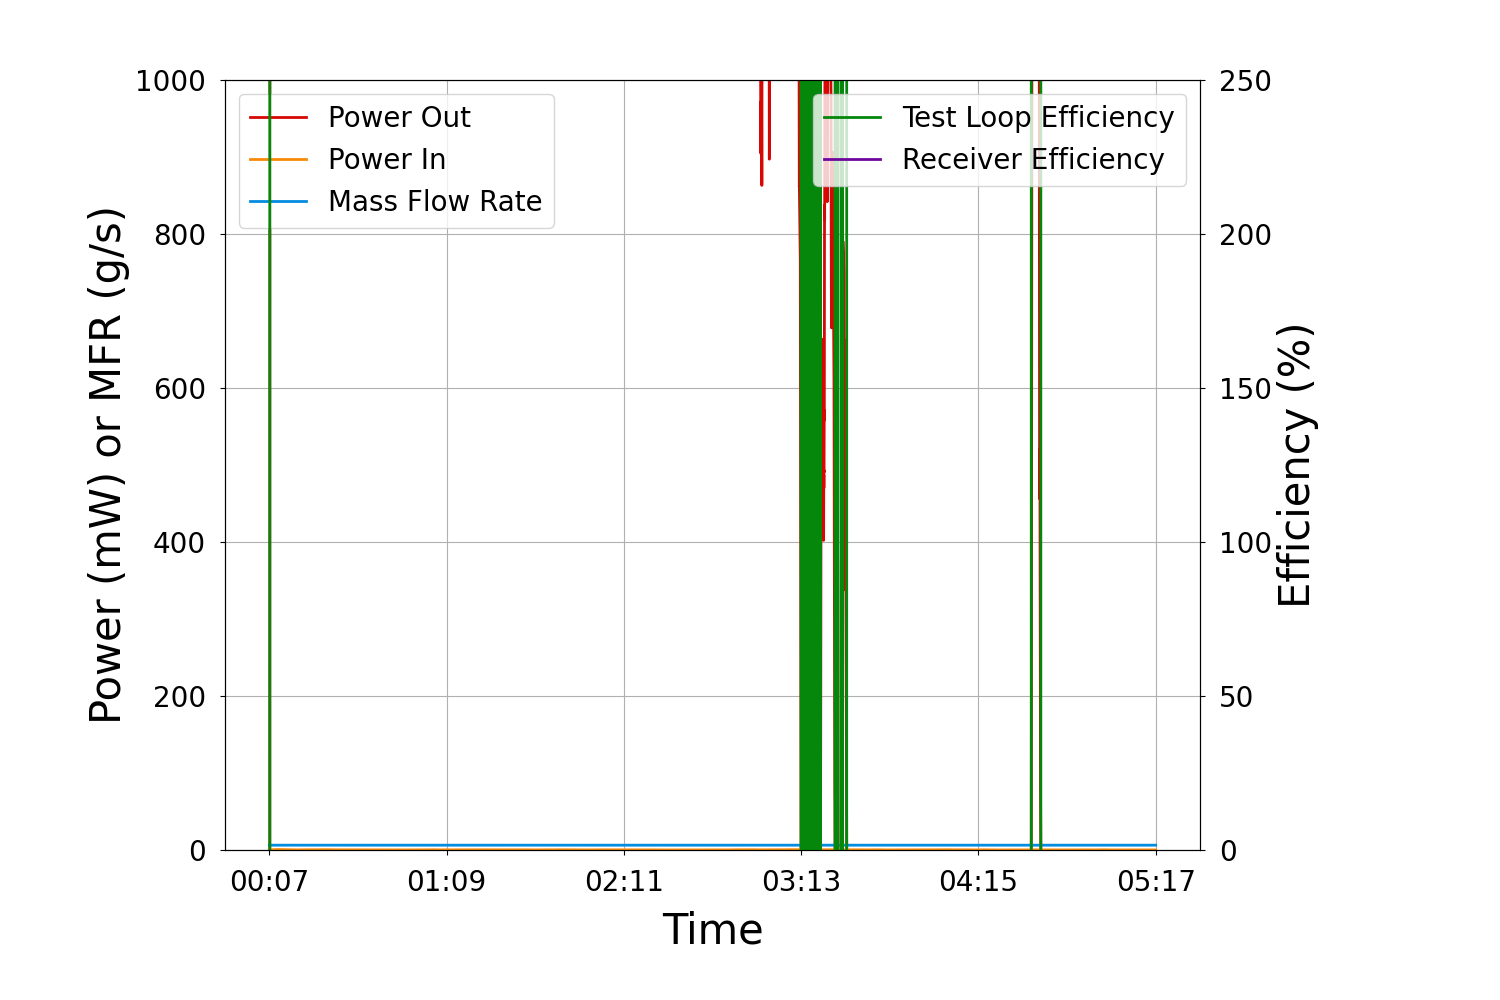 1000
800
600
400
200
0
Power (mW) or MFR (g/s)
Power Out
Power In
Mass Flow Rate
Test Loop Efficiency
Receiver Efficiency
250
200
150
100
50
0
Efficiency (%)
00:07 01:09 02:11 03:13 04:15 05:17
Time